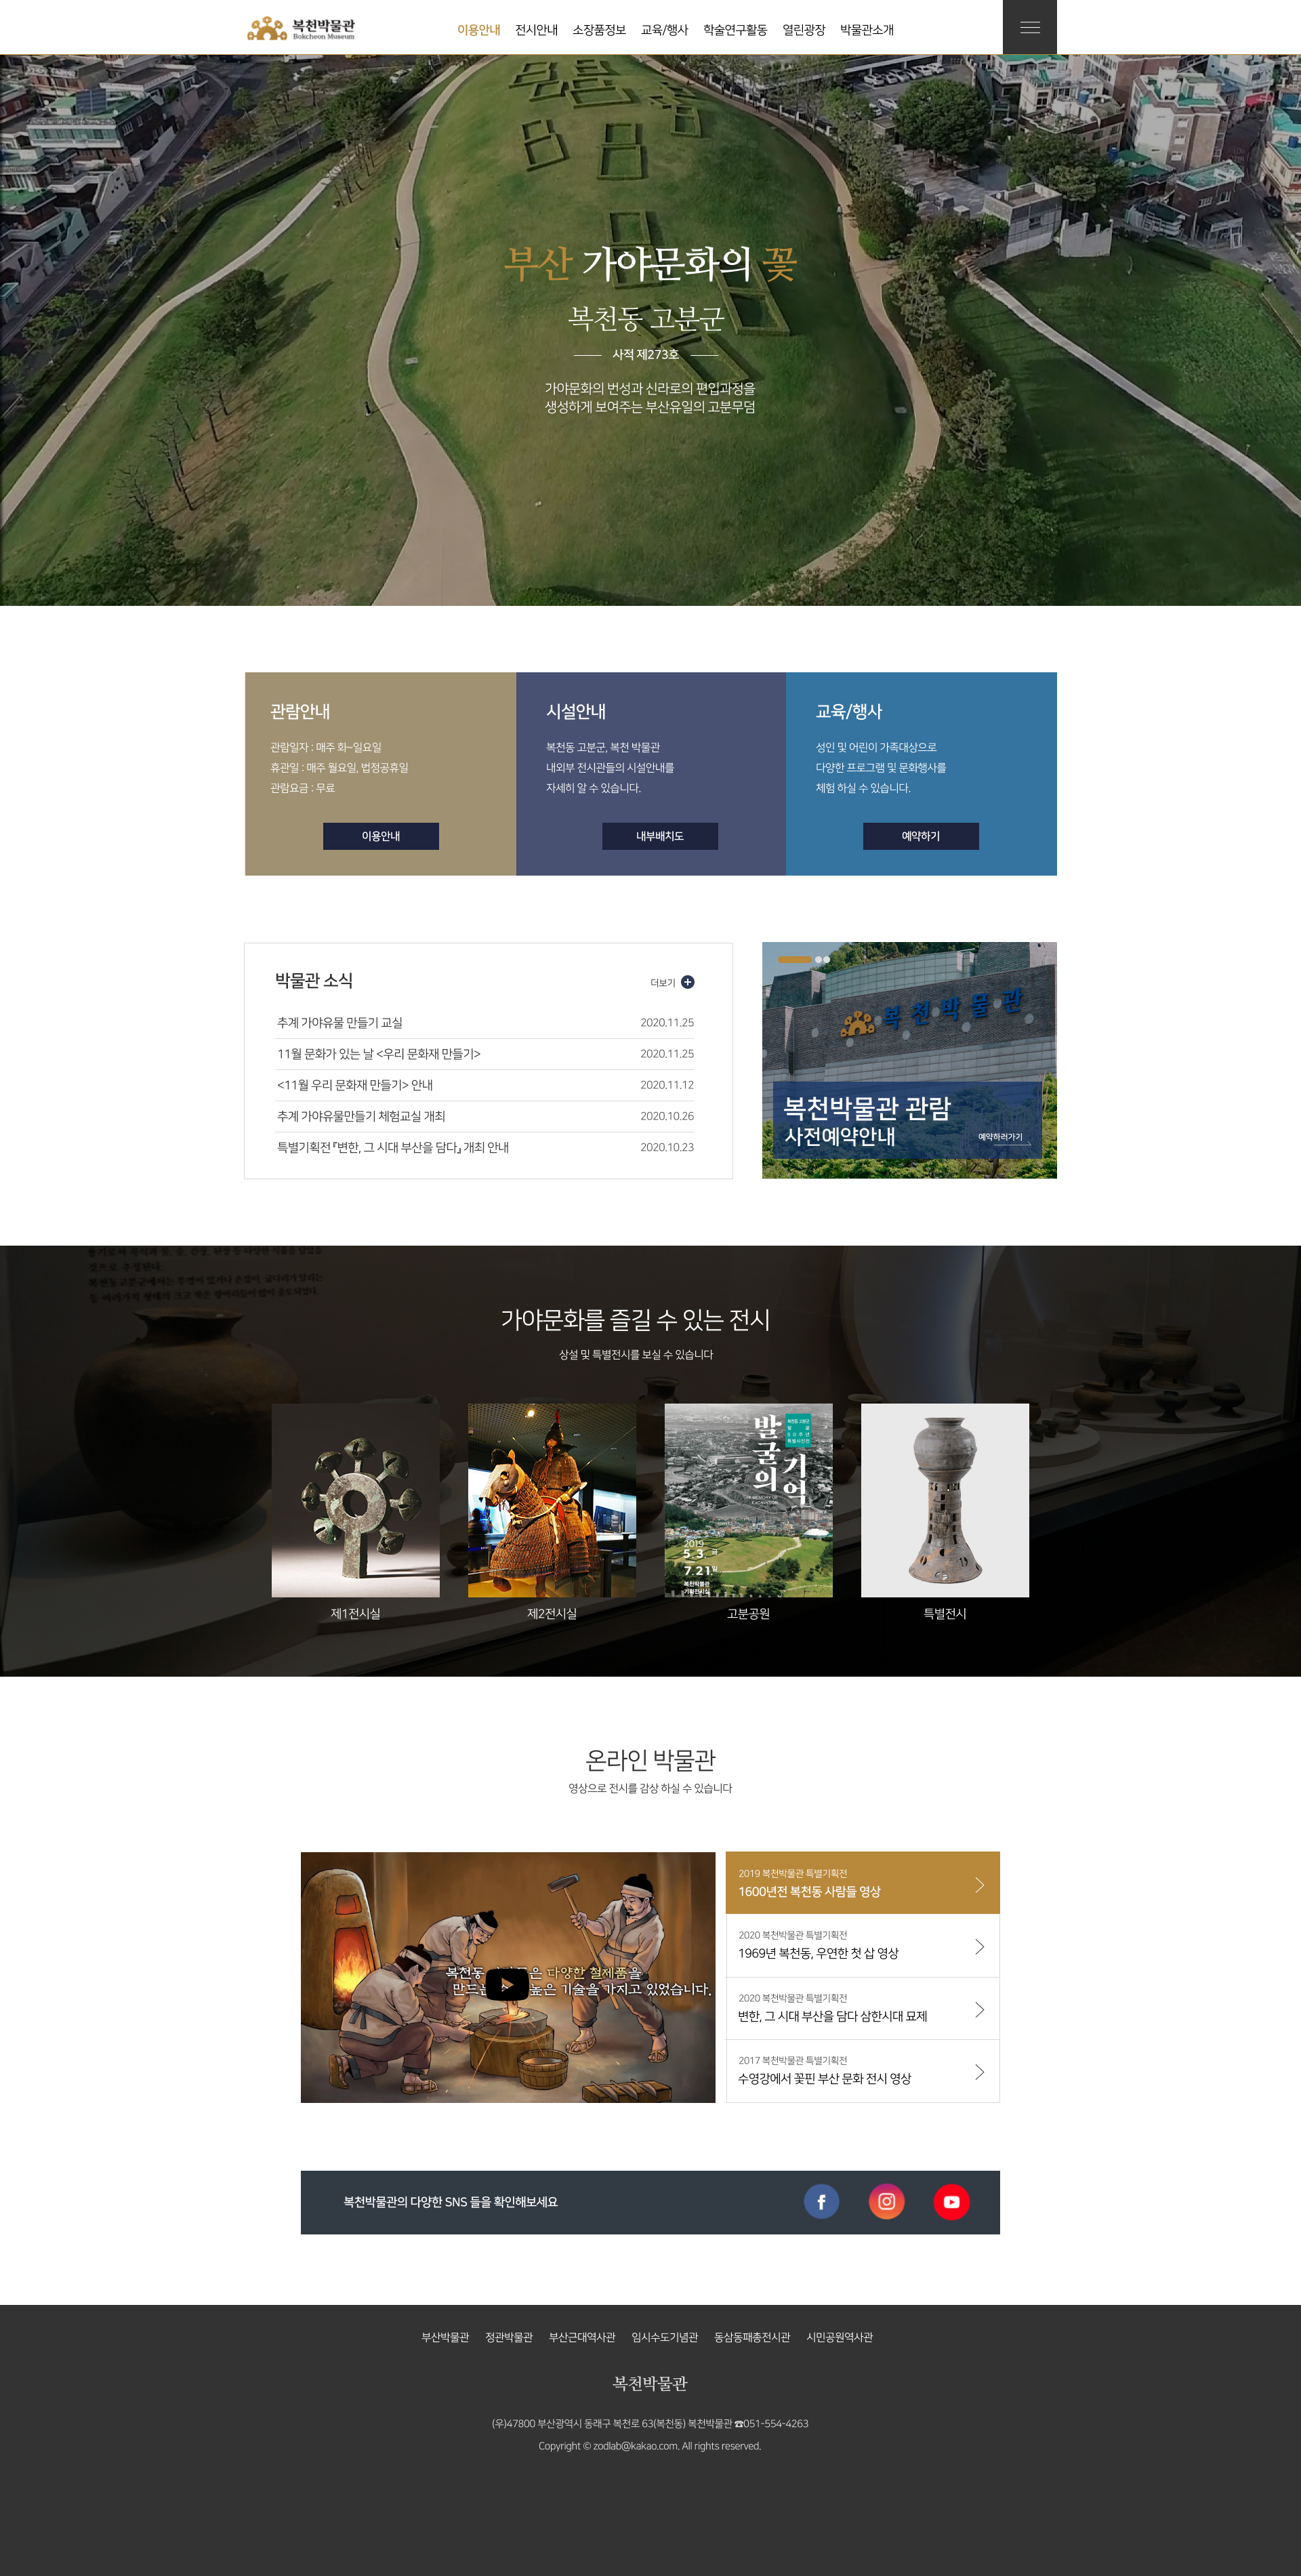 복천박물관
Bokcheon Museum
이용안내 전시안내 소장품정보 교육/행사 학술연구활동 열린광장 박물관소개
부산 가야문화의 꽃
복천동 고분군
사적 제273호
가야문화의 번성과 신라로의 편입과정을
생성하게 보여주는 부산유일의 고분무덤
관람안내
관람일자 : 매주 화~일요일
휴관일 : 매주 월요일, 법정공휴일
관람요금 : 무료
이용안내
시설안내
복천동 고분군, 복천 박물관
내외부 전시관들의 시설안내를
자세히 알 수 있습니다.
내부배치도
교육/행사
성인 및 어린이 가족대상으로
다양한 프로그램 및 문화행사를
체험 하실 수 있습니다.
예약하기
박물관 소식
더보기
추계 가야유물 만들기 교실 2020.11.25
11월 문화가 있는 날 <우리 문화재 만들기> 2020.11.25
<11월 우리 문화재 만들기> 안내 2020.11.12
추계 가야유물만들기 체험교실 개최 2020.10.26
특별기획전 『변한, 그 시대 부산을 담다』 개최 안내 2020.10.23
복천박물관
복천박물관 관람
사전예약안내
예약하러가기
가야문화를 즐길 수 있는 전시
상설 및 특별전시를 보실 수 있습니다
발굴의
기억
복천동 고분군
발굴
50주년
특별사진전
2019
5.3.
7.21.
복천박물관
기획전시실
제1전시실
제2전시실
고분공원
특별전시
온라인 박물관
영상으로 전시를 감상 하실 수 있습니다
복천동 은 다양한 철제품을
만드는 높은 기술을 가지고 있었습니다.
2019 복천박물관 특별기획전
1600년전 복천동 사람들 영상
2020 복천박물관 특별기획전
1969년 복천동, 우연한 첫 삽 영상
2020 복천박물관 특별기획전
변한, 그 시대 부산을 담다 삼한시대 묘제
2017 복천박물관 특별기획전
수영강에서 꽃핀 부산 문화 전시 영상
복천박물관의 다양한 SNS 들을 확인해보세요
부산박물관 정관박물관 부산근대역사관 임시수도기념관 동삼동패총전시관 시민공원역사관
복천박물관
(우)47800 부산광역시 동래구 복천로 63(복천동) 복천박물관 ☎051-554-4263
Copyright © zodlab@kakao.com. All rights reserved.